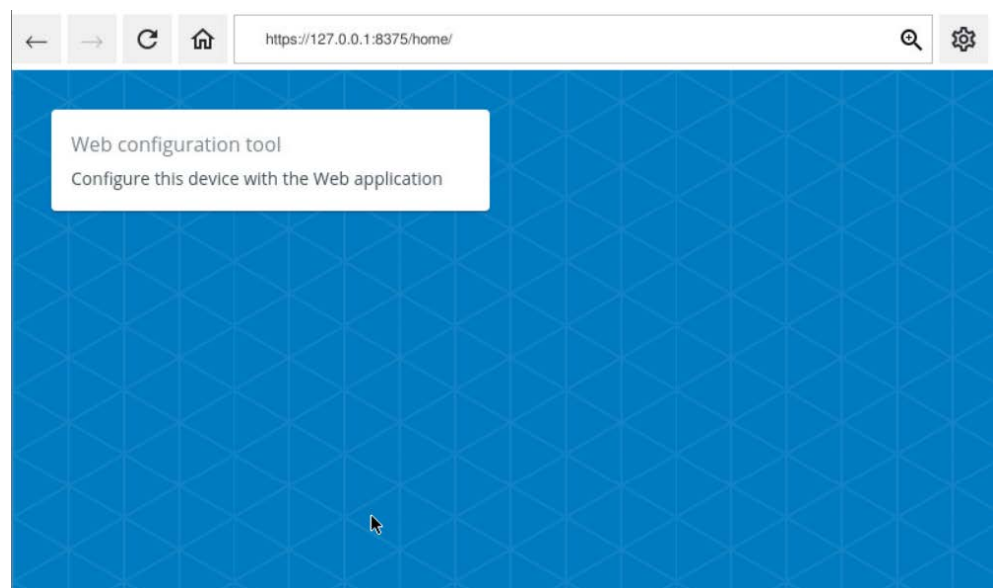 https://127.0.0.1:8375/home/
Web configuration tool
Configure this device with the Web application